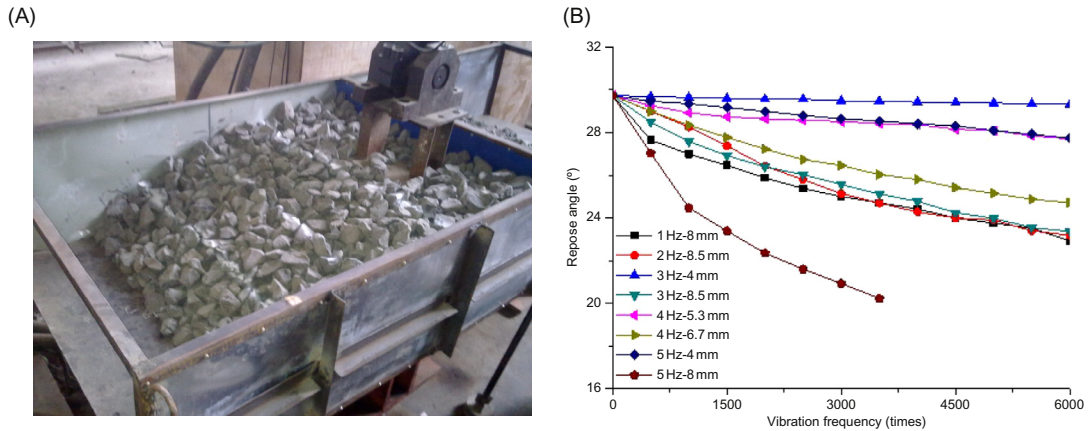 (A)
(B)
32
28
24
20
16
Repose angle (°)
1 Hz-8 mm
2 Hz-8.5 mm
3 Hz-4 mm
3 Hz-8.5 mm
4 Hz-5.3 mm
4 Hz-6.7 mm
5 Hz-4 mm
5 Hz-8 mm
0 1500 3000 4500 6000
Vibration frequency (times)